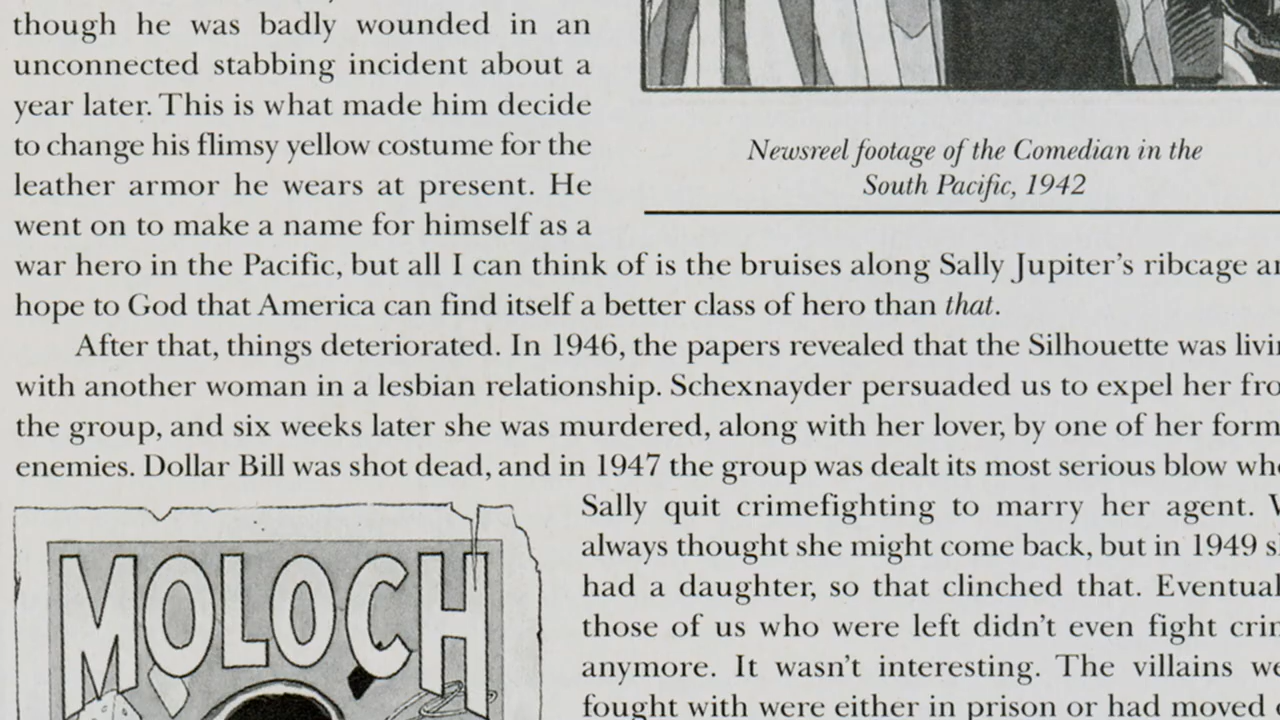 though he was badly wounded in an
unconnected stabbing incident about a
year later. This is what made him decide
to change his flimsy yellow costume for the
leather armor he wears at present. He
went on to make a name for himself as a
Newsreel footage of the Comedian in the
South Pacific, 1942
war hero in the Pacific, but all I can think of is the bruises along Sally Jupiter's ribcage
hope to God that America can find itself a better class of hero than that.
After that, things deteriorated. In 1946, the papers revealed that the Silhouette was
with another woman in a lesbian relationship. Schexnayder persuaded us to expel her
the group, and six weeks later she was murdered, along with her lover, by one of her
enemies. Dollar Bill was shot dead, and in 1947 the group was dealt its most serious blow
Sally quit crimefighting to marry her agent.
always thought she might come back, but in 1949
had a daughter, so that clinched that.
those of us who were left didn't even fight
anymore. It wasn't interesting. The villains
fought with were either in prison or had moved
MOLOCH